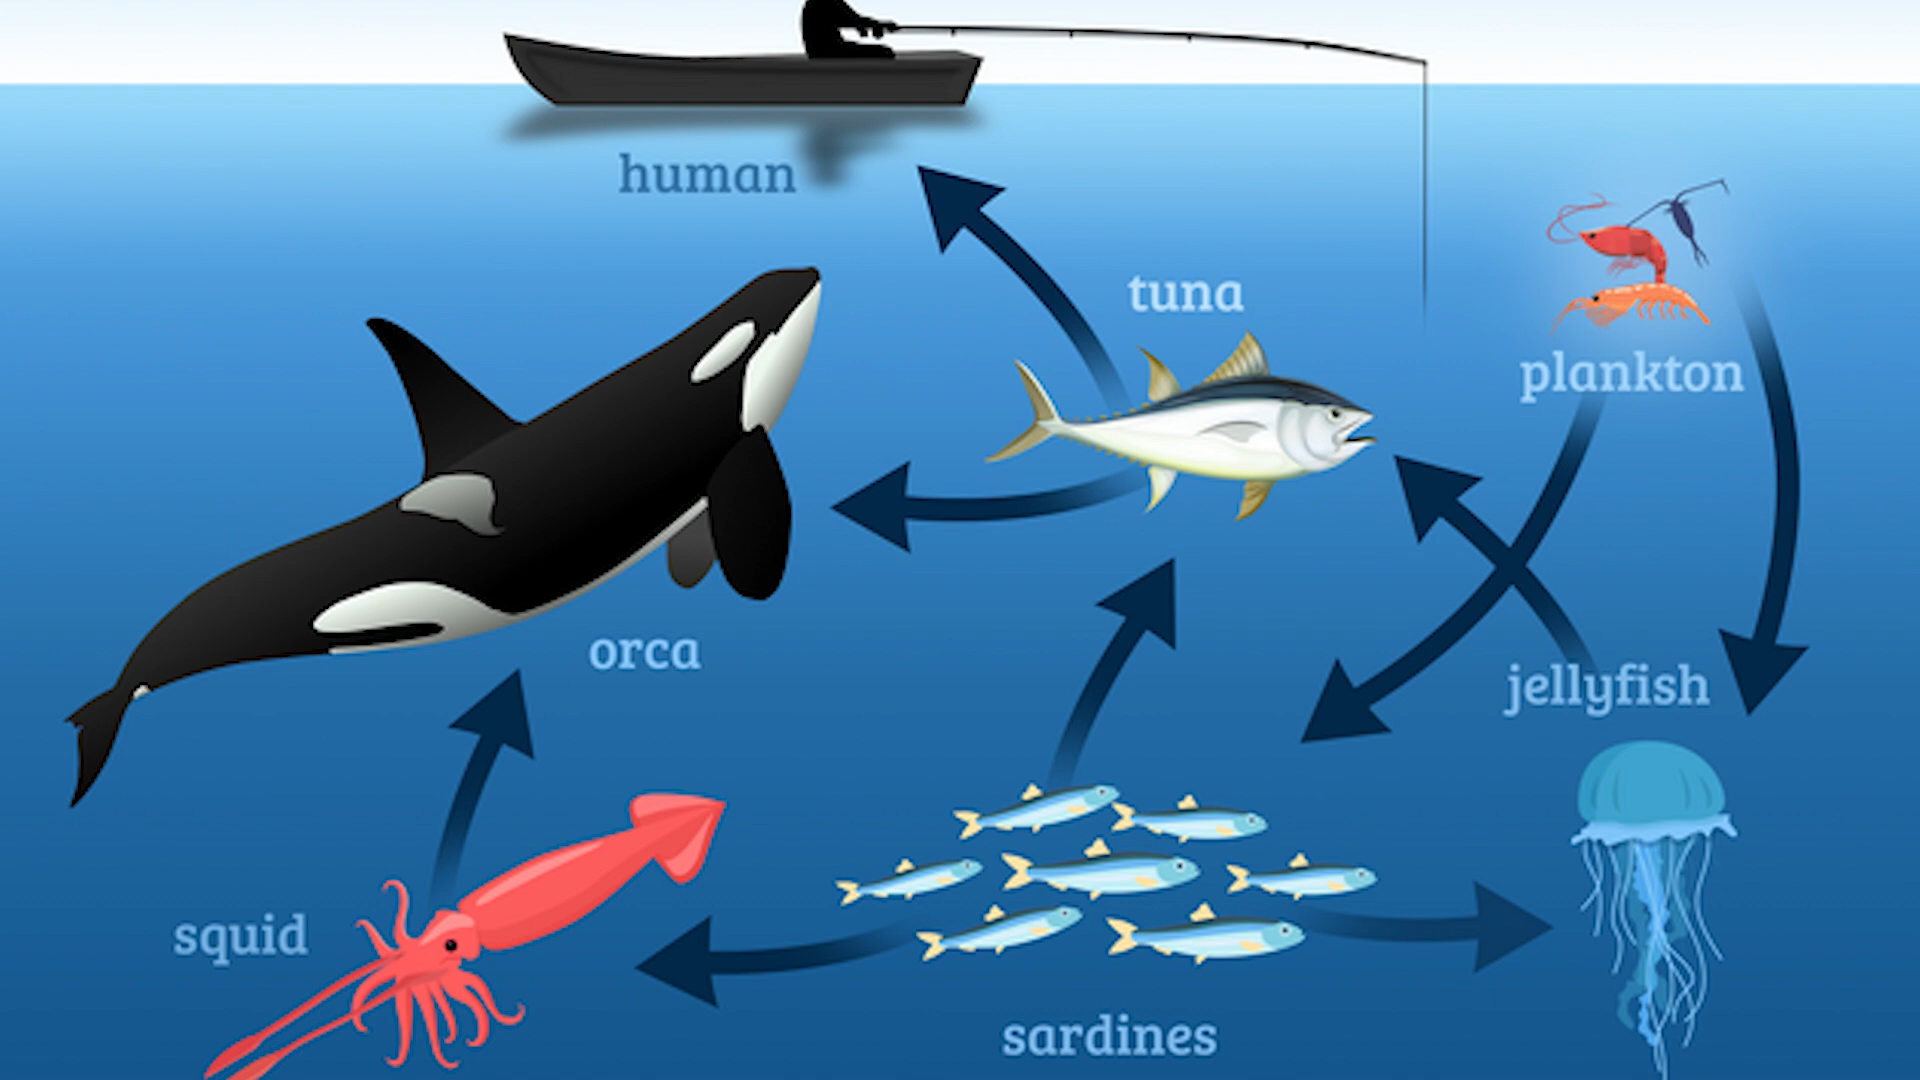 human
tuna
plankton
orca
jellyfish
squid
sardines